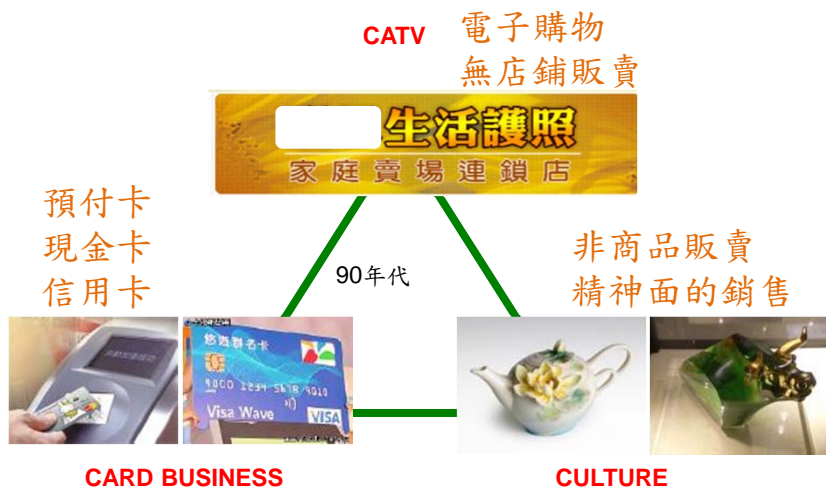 CATV
電子購物
無店鋪販賣
生活護照
家庭賣場連鎖店
預付卡
現金卡
信用卡
90年代
非商品販賣
精神面的銷售
悠遊聯名卡
Visa Wave
VISA
CARD BUSINESS
CULTURE